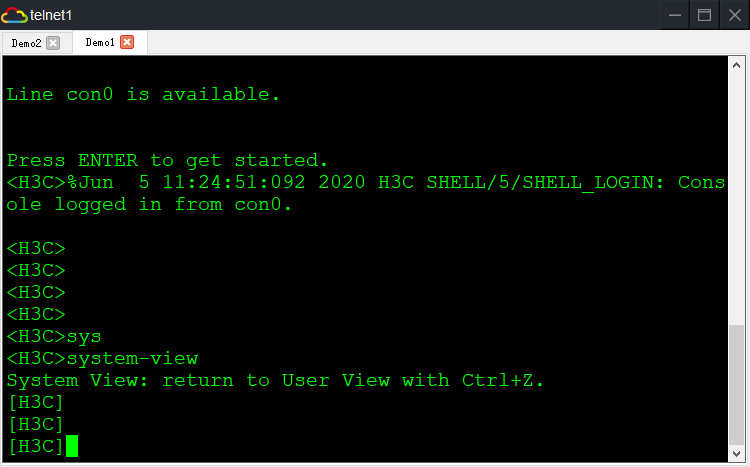 telnet1
Demo2
Demo1
Line con0 is available.
Press ENTER to get started.
<H3C>%Jun  5 11:24:51:092 2020 H3C SHELL/5/SHELL_LOGIN: Cons
ole logged in from con0.
<H3C>
<H3C>
<H3C>
<H3C>
<H3C>sys
<H3C>system-view
System View: return to User View with Ctrl+Z.
[H3C]
[H3C]
[H3C]